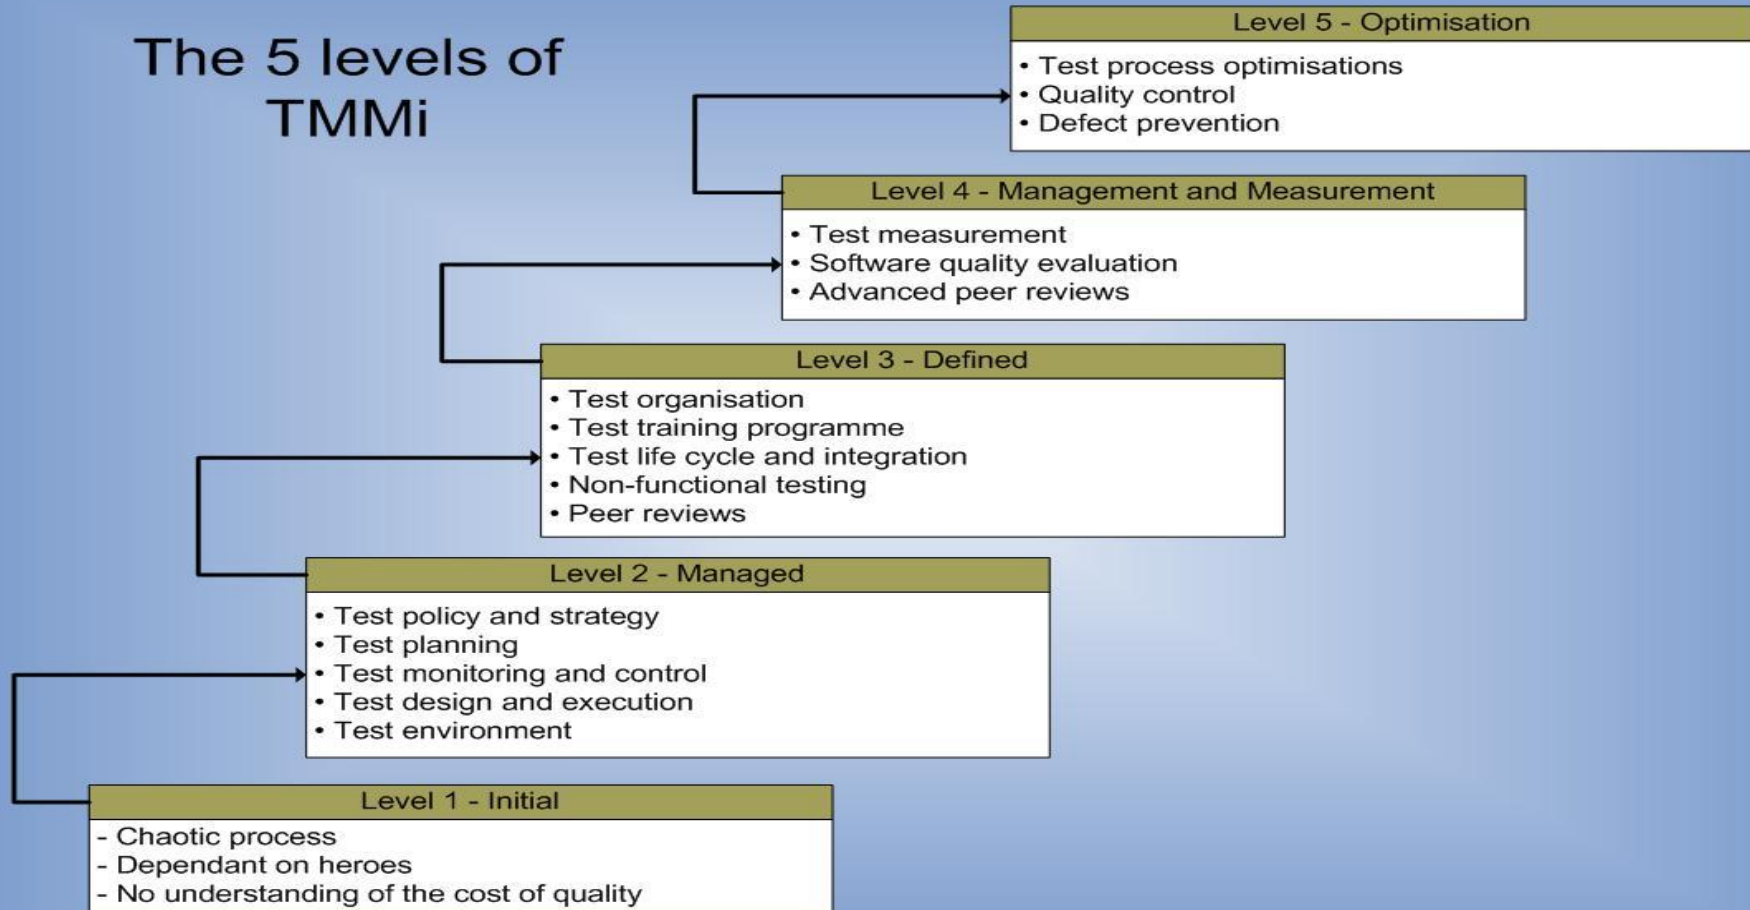 The 5 levels of
TMMi
Level 5 - Optimisation
• Test process optimisations
• Quality control
• Defect prevention
Level 4 - Management and Measurement
• Test measurement
• Software quality evaluation
• Advanced peer reviews
Level 3 - Defined
• Test organisation
• Test training programme
• Test life cycle and integration
• Non-functional testing
• Peer reviews
Level 2 - Managed
• Test policy and strategy
• Test planning
• Test monitoring and control
• Test design and execution
• Test environment
Level 1 - Initial
- Chaotic process
- Dependant on heroes
- No understanding of the cost of quality